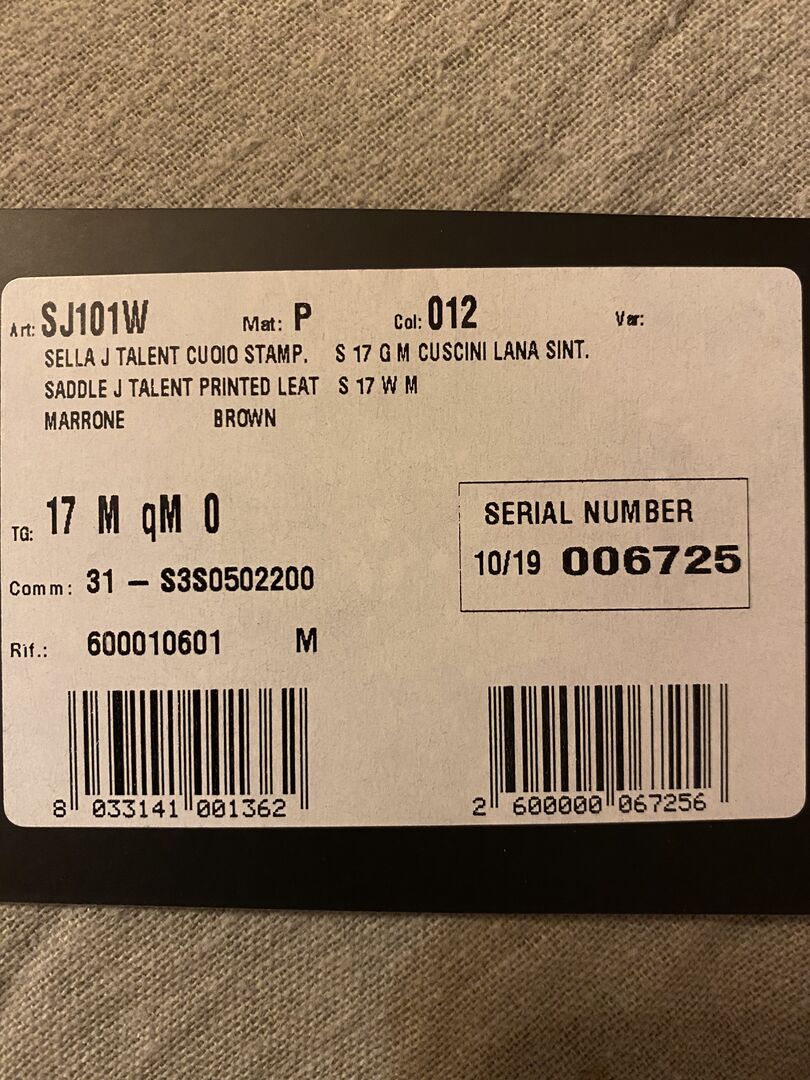 Art: SJ101W Mat: P Col: 012 Var:
SELLA J TALENT CUOIO STAMP. S 17 G M CUSCINI LANA SINT.
SADDLE J TALENT PRINTED LEAT S 17 W M
MARRONE BROWN
TG: 17 M qM 0
SERIAL NUMBER
10/19 006725
Comm: 31 – S3S0502200
Rif.: 600010601 M
8 033141 001362
2 600000 067256